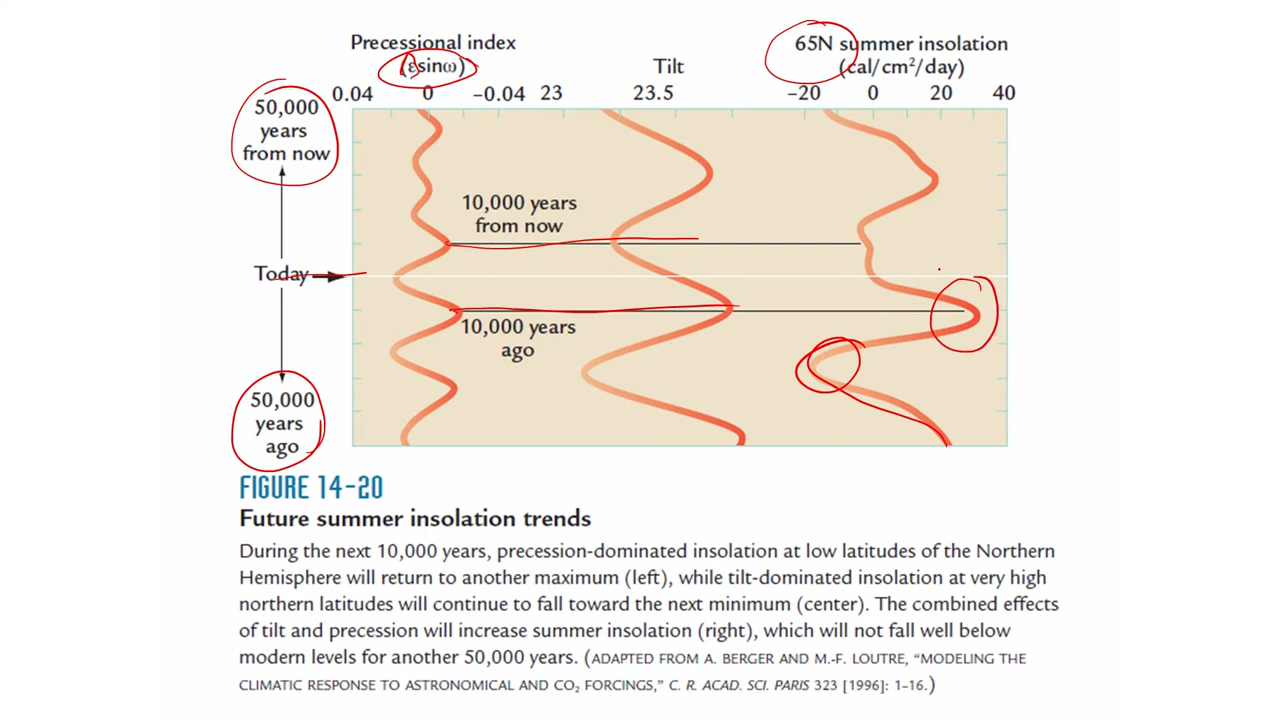 Precessional index
(εsinω)
Tilt
65N summer insolation
(cal/cm²/day)
0.04 0 −0.04 23 23.5 −20 0 20 40
50,000
years
from now
10,000 years
from now
Today
10,000 years
ago
50,000
years
ago
FIGURE 14–20
Future summer insolation trends
During the next 10,000 years, precession-dominated insolation at low latitudes of the Northern
Hemisphere will return to another maximum (left), while tilt-dominated insolation at very high
northern latitudes will continue to fall toward the next minimum (center). The combined effects
of tilt and precession will increase summer insolation (right), which will not fall well below
modern levels for another 50,000 years. (ADAPTED FROM A. BERGER AND M.-F. LOUTRE, “MODELING THE
CLIMATIC RESPONSE TO ASTRONOMICAL AND CO₂ FORCINGS,” C. R. ACAD. SCI. PARIS 323 [1996]: 1–16.)